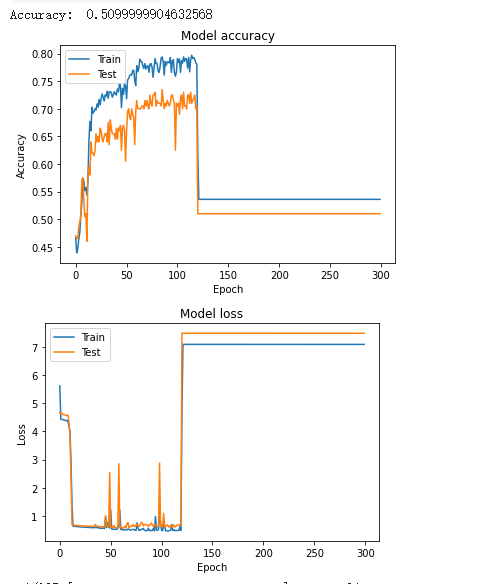 Accuracy:  0.5099999904632568
Model accuracy
Train
Test
0.80
0.75
0.70
0.65
0.60
0.55
0.50
0.45
Accuracy
0 50 100 150 200 250 300
Epoch
Model loss
Train
Test
7
6
5
4
3
2
1
Loss
0 50 100 150 200 250 300
Epoch